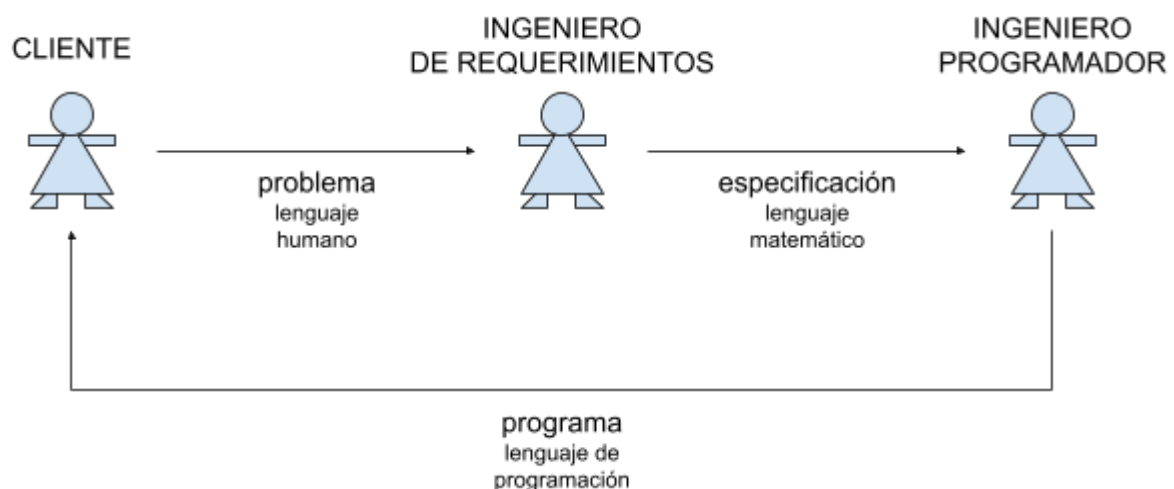 CLIENTE
INGENIERO
DE REQUERIMIENTOS
INGENIERO
PROGRAMADOR
problema
lenguaje
humano
especificación
lenguaje
matemático
programa
lenguaje de
programación